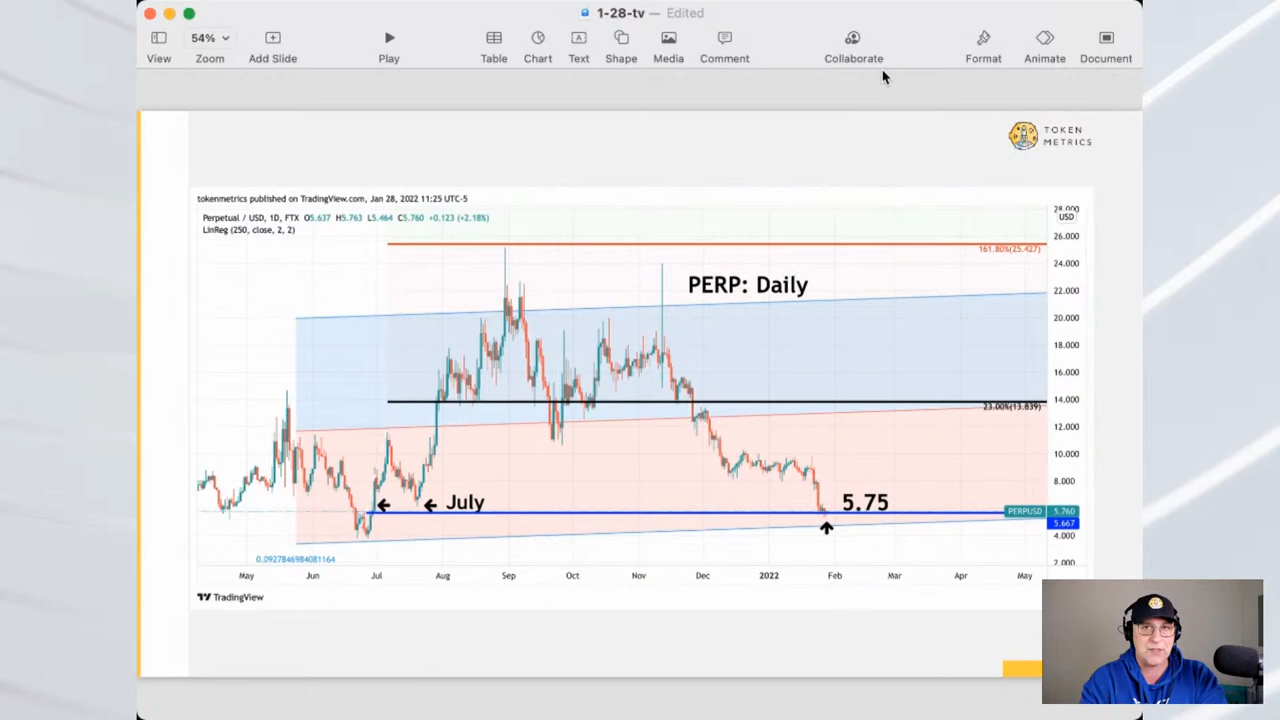 1-28-tv — Edited
54%
View Zoom Add Slide Play Table Chart Text Shape Media Comment Collaborate Format Animate Document
TOKEN
METRICS
tokenmetrics published on TradingView.com, Jan 28, 2022 11:25 UTC-5
Perpetual / USD, 1D, FTX O5.637 H5.763 L5.464 C5.760 +0.123 (+2.18%)
LinReg (250, close, 2, 2)
28.000
USD
26.000
161.80%(25.427)
24.000
PERP: Daily
22.000
20.000
18.000
16.000
14.000
23.00%(13.839)
12.000
10.000
8.000
July
5.75
PERPUSD 5.760
5.667
4.000
0.0927846984081164
2.000
May Jun Jul Aug Sep Oct Nov Dec 2022 Feb Mar Apr May
TradingView